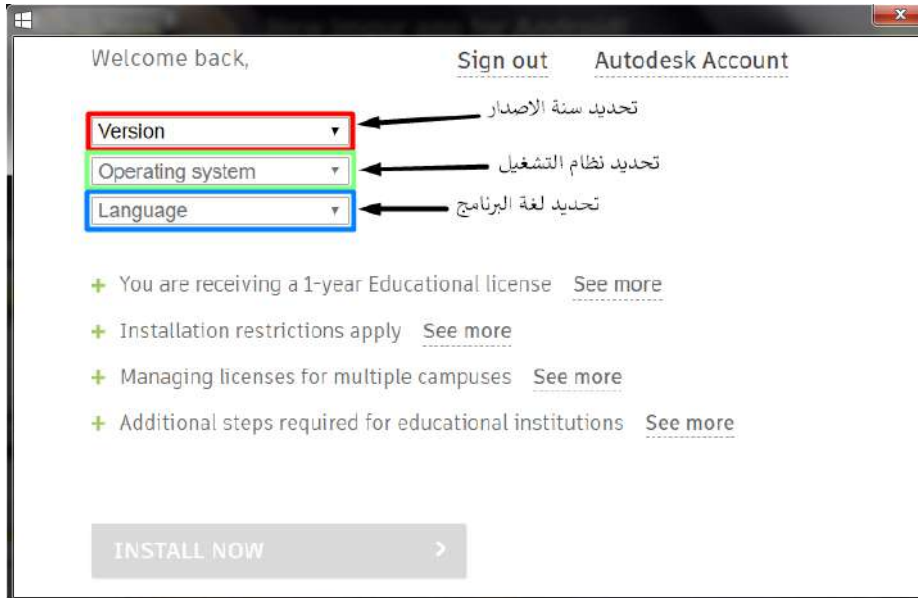 Welcome back,
Sign out
Autodesk Account
تحديد سنة الاصدار
Version
تحديد نظام التشغيل
Operating system
تحديد لغة البرنامج
Language
+ You are receiving a 1-year Educational license See more
+ Installation restrictions apply See more
+ Managing licenses for multiple campuses See more
+ Additional steps required for educational institutions See more
INSTALL NOW